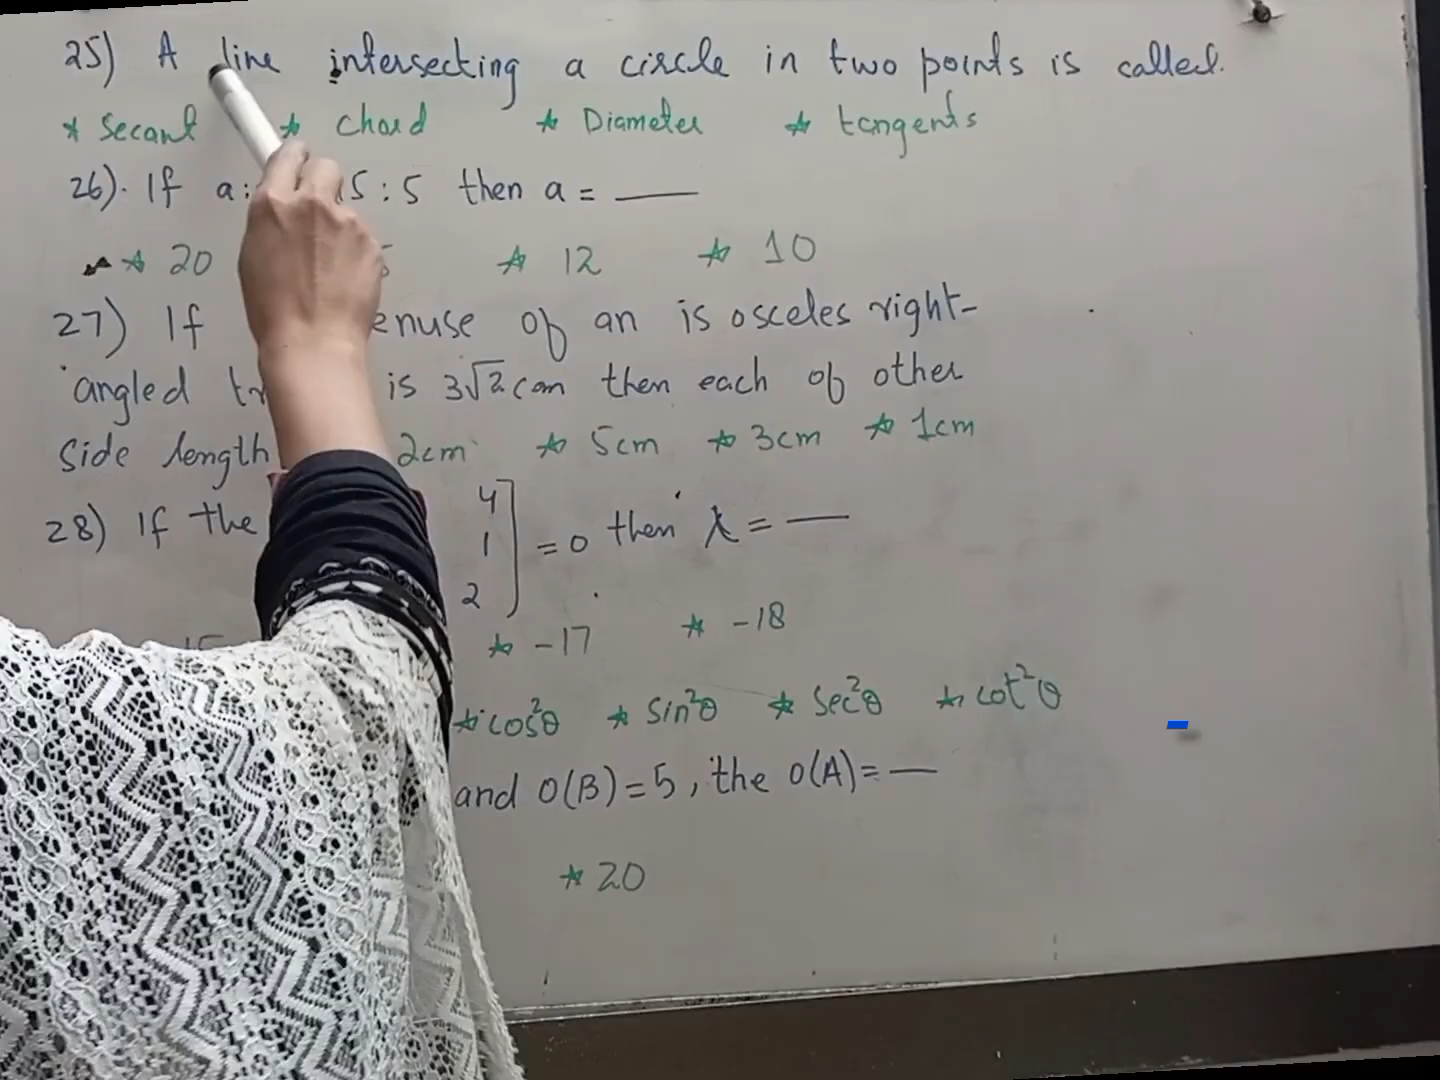 25) A line intersecting a circle in two points is called.
★ Secant ★ chord ★ Diameter ★ tangents
26). If a: 5 : 5 then a = ___
★ 20 ★ 12 ★ 10
27) If of an isosceles right-
angled is 3√2 cm then each of other
side length 2cm ★ 5cm ★ 3cm ★ 1cm
28) If the 4
1 = 0 then λ = ___
2
★ -17 ★ -18
★ cos²θ ★ sin²θ ★ sec²θ ★ cot²θ
and O(B) = 5, the O(A) = ___
★ 20